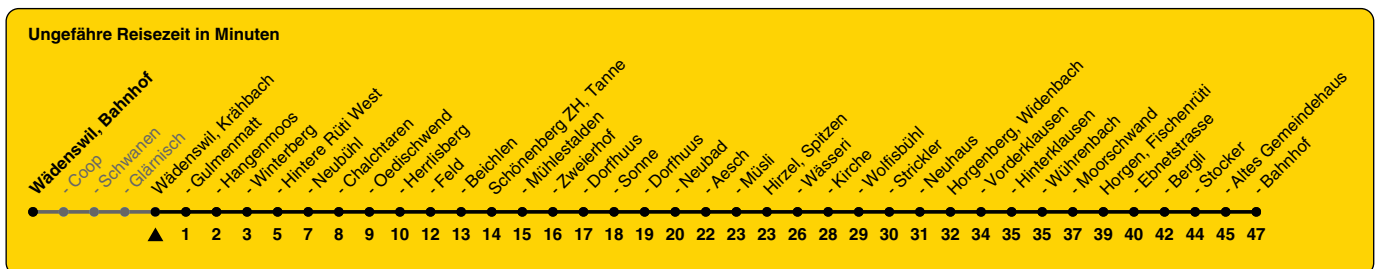 Ungefähre Reisezeit in Minuten
Wädenswil, Bahnhof
- Coop
- Schwanen
- Glärnisch
Wädenswil, Krähbach
- Gulmenmatt
- Hangenmoos
- Winterberg
- Hintere Rüti West
- Neubühl
- Chalchtaren
- Oedischwend
- Herrlisberg
- Feld
- Beichlen
Schönenberg ZH, Tanne
- Mühlestalden
- Zweierhof
- Dorfhuus
- Sonne
- Dorfhuus
- Neubad
- Aesch
- Müsli
Hirzel, Spitzen
- Wässeri
- Kirche
- Wolfisbühl
- Strickler
- Neuhaus
Horgenberg, Widenbach
- Vorderklausen
- Hinterklausen
- Würhrenbach
- Moorschwand
Horgen, Fischenrüti
- Ebnetstrasse
- Bergli
- Stocker
- Altes Gemeindehaus
- Bahnhof
1 2 3 5 7 8 9 10 12 13 14 15 16 17 18 19 20 22 23 23 26 28 29 30 31 32 34 35 35 37 39 40 42 44 45 47